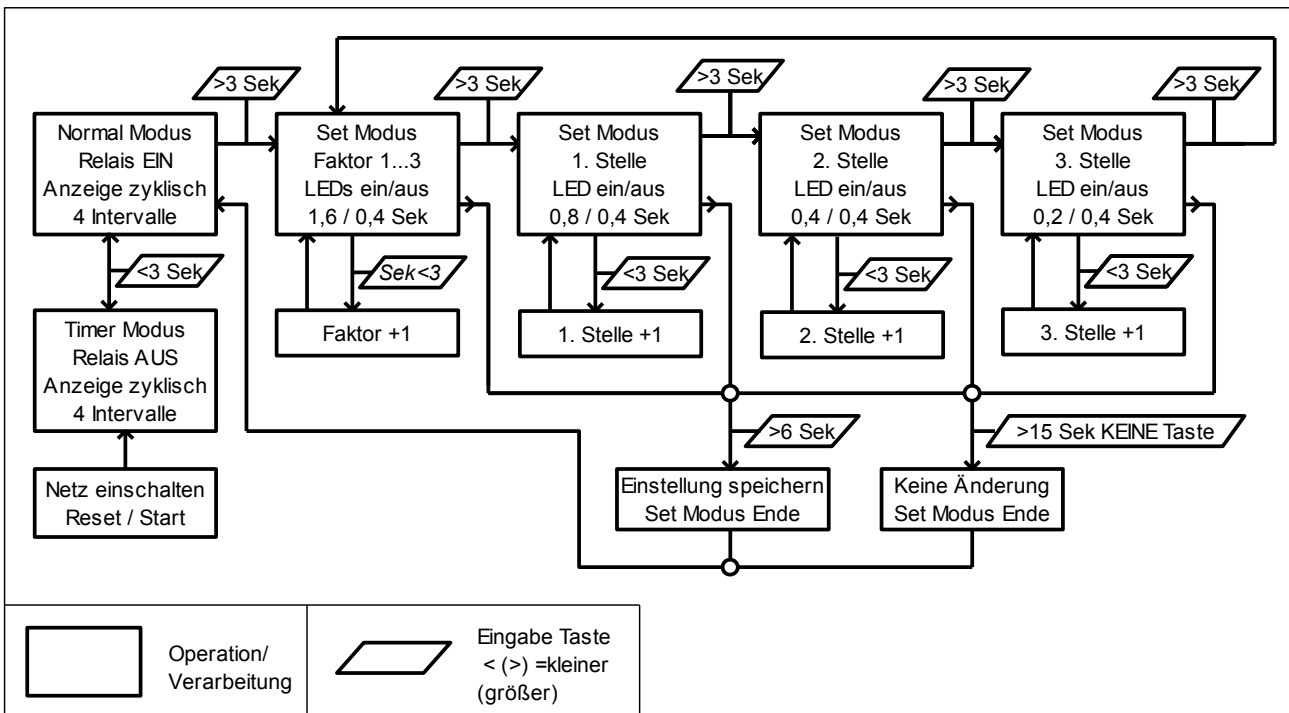 >3 Sek
>3 Sek
>3 Sek
>3 Sek
>3 Sek
Normal Modus
Relais EIN
Anzeige zyklisch
4 Intervalle
Set Modus
Faktor 1...3
LEDs ein/aus
1,6 / 0,4 Sek
Set Modus
1. Stelle
LED ein/aus
0,8 / 0,4 Sek
Set Modus
2. Stelle
LED ein/aus
0,4 / 0,4 Sek
Set Modus
3. Stelle
LED ein/aus
0,2 / 0,4 Sek
<3 Sek
Sek<3
<3 Sek
<3 Sek
<3 Sek
Timer Modus
Relais AUS
Anzeige zyklisch
4 Intervalle
Faktor +1
1. Stelle +1
2. Stelle +1
3. Stelle +1
>6 Sek
>15 Sek KEINE Taste
Netz einschalten
Reset / Start
Einstellung speichern
Set Modus Ende
Keine Änderung
Set Modus Ende
Operation/
Verarbeitung
Eingabe Taste
< (>) =kleiner
(größer)